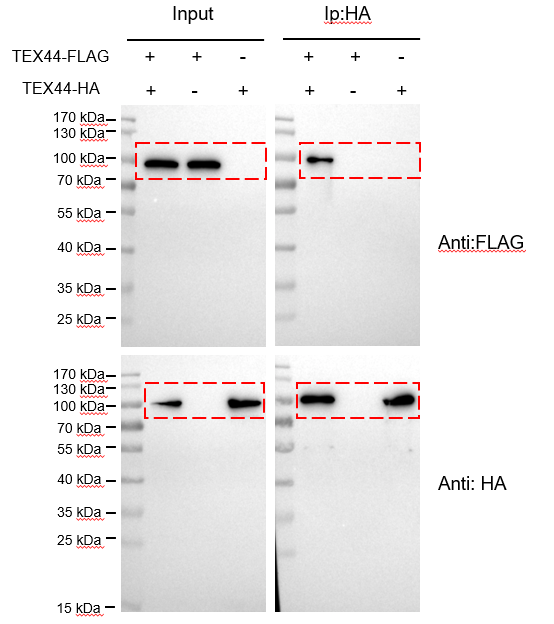 Input Ip:HA
TEX44-FLAG + + - + + -
TEX44-HA + - + + - +
170 kDa
130 kDa
100 kDa
70 kDa
55 kDa
40 kDa
35 kDa
25 kDa
Anti:FLAG
170 kDa
130 kDa
100 kDa
70 kDa
55 kDa
40 kDa
35 kDa
25 kDa
15 kDa
Anti: HA